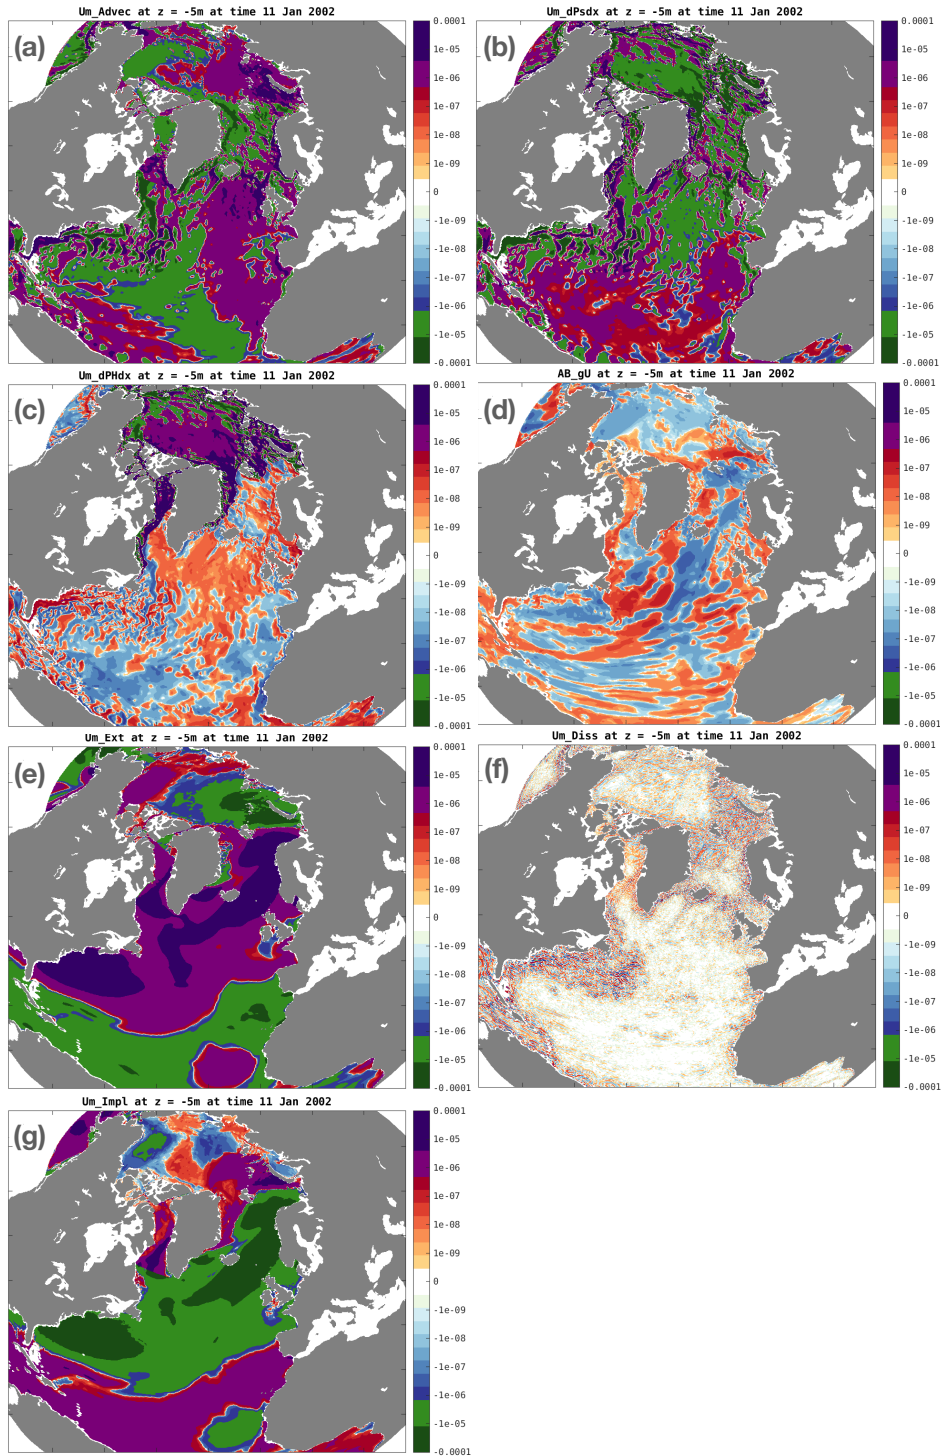 Um_Advec at z = -5m at time 11 Jan 2002
(a)
0.0001
1e-05
1e-06
1e-07
1e-08
1e-09
0
-1e-09
-1e-08
-1e-07
-1e-06
-1e-05
-0.0001
Um_dPsdx at z = -5m at time 11 Jan 2002
(b)
0.0001
1e-05
1e-06
1e-07
1e-08
1e-09
0
-1e-09
-1e-08
-1e-07
-1e-06
-1e-05
-0.0001
Um_dPHdx at z = -5m at time 11 Jan 2002
(c)
0.0001
1e-05
1e-06
1e-07
1e-08
1e-09
0
-1e-09
-1e-08
-1e-07
-1e-06
-1e-05
-0.0001
AB_gU at z = -5m at time 11 Jan 2002
(d)
0.0001
1e-05
1e-06
1e-07
1e-08
1e-09
0
-1e-09
-1e-08
-1e-07
-1e-06
-1e-05
-0.0001
Um_Ext at z = -5m at time 11 Jan 2002
(e)
0.0001
1e-05
1e-06
1e-07
1e-08
1e-09
0
-1e-09
-1e-08
-1e-07
-1e-06
-1e-05
-0.0001
Um_Diss at z = -5m at time 11 Jan 2002
(f)
0.0001
1e-05
1e-06
1e-07
1e-08
1e-09
0
-1e-09
-1e-08
-1e-07
-1e-06
-1e-05
-0.0001
Um_Impl at z = -5m at time 11 Jan 2002
(g)
0.0001
1e-05
1e-06
1e-07
1e-08
1e-09
0
-1e-09
-1e-08
-1e-07
-1e-06
-1e-05
-0.0001